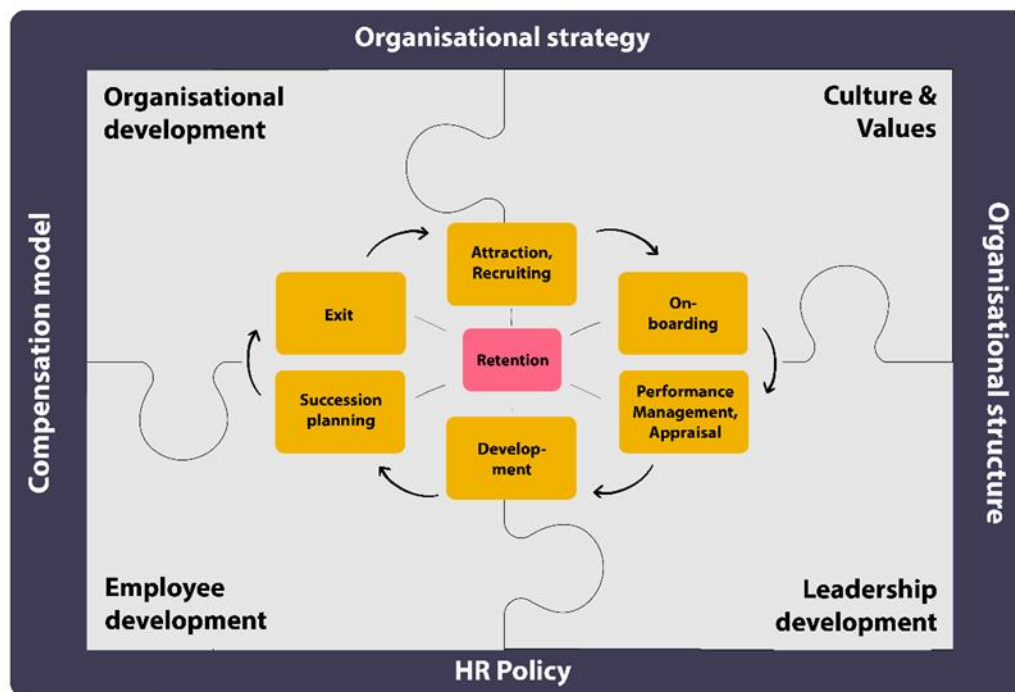 Organisational strategy
Organisational
development
Culture &
Values
Compensation model
Organisational structure
Attraction,
Recruiting
Exit
On-
boarding
Retention
Succession
planning
Performance
Management,
Appraisal
Develop-
ment
Employee
development
Leadership
development
HR Policy